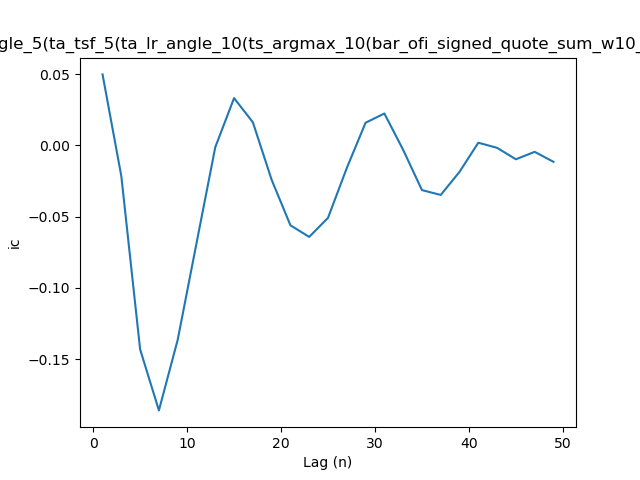 gle_5(ta_tsf_5(ta_lr_angle_10(ts_argmax_10(bar_ofi_signed_quote_sum_w10_
0.05
0.00
−0.05
−0.10
−0.15
ic
0 10 20 30 40 50
Lag (n)